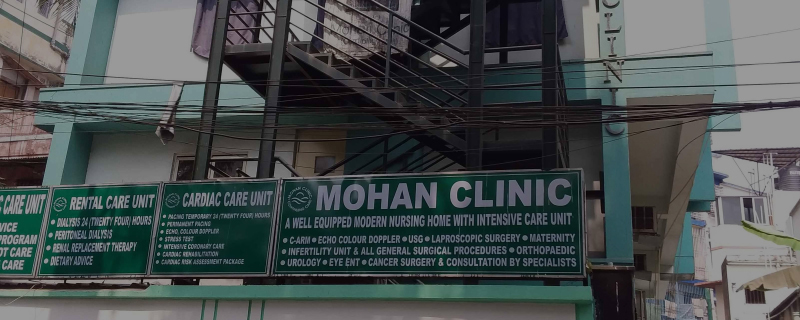 CLINIC
S CARE UNIT
VICE
PROGRAM
OT CARE
E CARE
RENTAL CARE UNIT
• DIALYSIS 24 (TWENTY FOUR) HOURS
• PERITONEAL DIALYSIS
• RENAL REPLACEMENT THERAPY
• DIETARY ADVICE
CARDIAC CARE UNIT
• PACING TEMPORARY 24 (TWENTY FOUR) HOURS
• PERMANENT PACING
• ECHO, COLOUR DOPPLER
• STRESS TEST
• INTENSIVE CORONARY CARE
• CARDIAC REHABILITATION
• CARDIAC RISK ASSESSMENT PACKAGE
MOHAN CLINIC
A WELL EQUIPPED MODERN NURSING HOME WITH INTENSIVE CARE UNIT
• C-ARM • ECHO COLOUR DOPPLER • USG • LAPROSCOPIC SURGERY • MATERNITY
• INFERTILITY UNIT & ALL GENERAL SURGICAL PROCEDURES • ORTHOPAEDIC
• UROLOGY • EYE ENT • CANCER SURGERY & CONSULTATION BY SPECIALISTS